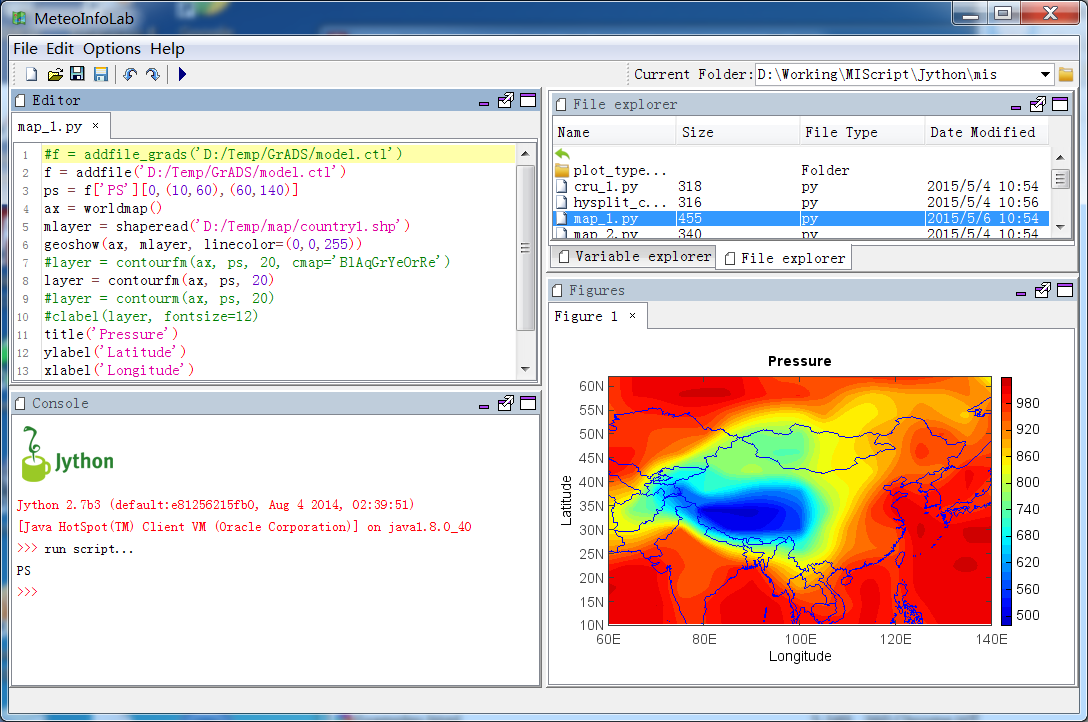 MeteoInfoLab
File Edit Options Help
Current Folder: D:\Working\MIScript\Jython\mis
Editor
map_1.py ×
1 #f = addfile_grads('D:/Temp/GrADS/model.ctl')
2 f = addfile('D:/Temp/GrADS/model.ctl')
3 ps = f['PS'][0,(10,60),(60,140)]
4 ax = worldmap()
5 mlayer = shaperead('D:/Temp/map/country1.shp')
6 geoshow(ax, mlayer, linecolor=(0,0,255))
7 #layer = contourfm(ax, ps, 20, cmap='BlAqGrYeOrRe')
8 layer = contourfm(ax, ps, 20)
9 #layer = contourm(ax, ps, 20)
10 #clabel(layer, fontsize=12)
11 title('Pressure')
12 ylabel('Latitude')
13 xlabel('Longitude')
Console
Jython
Jython 2.7b3 (default:e81256215fb0, Aug 4 2014, 02:39:51)
[Java HotSpot(TM) Client VM (Oracle Corporation)] on java1.8.0_40
>>> run script...
PS
>>>
File explorer
Name Size File Type Date Modified
plot_type... Folder
cru_1.py 318 py 2015/5/4 10:54
hysplit_c... 316 py 2015/5/4 10:56
map_1.py 455 py 2015/5/6 10:54
map_2.py 340 py 2015/5/4 10:54
Variable explorer File explorer
Figures
Figure 1 ×
Pressure
60N
55N
50N
45N
40N
35N
30N
25N
20N
15N
10N
Latitude
60E 80E 100E 120E 140E
Longitude
980
920
860
800
740
680
620
560
500